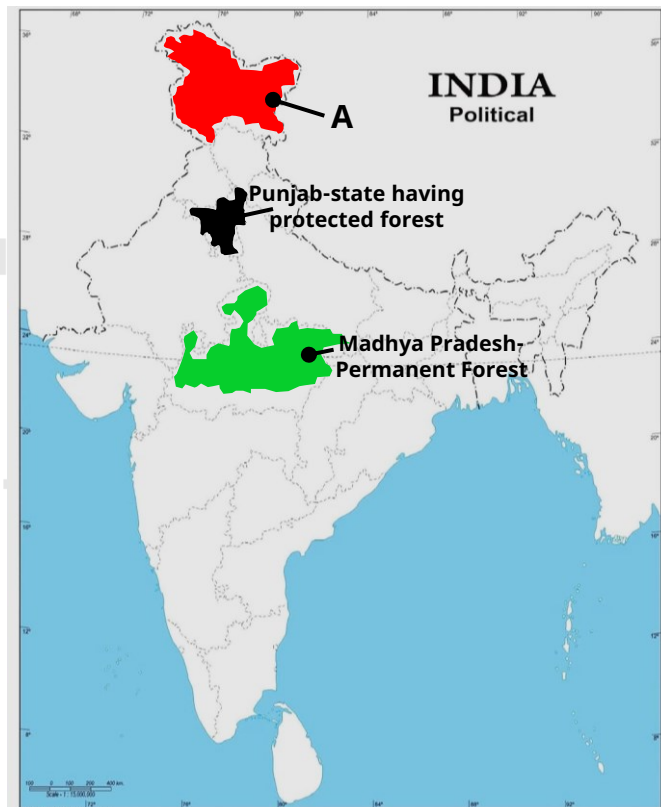 INDIA
Political
A
Punjab-state having
protected forest
Madhya Pradesh-
Permanent Forest